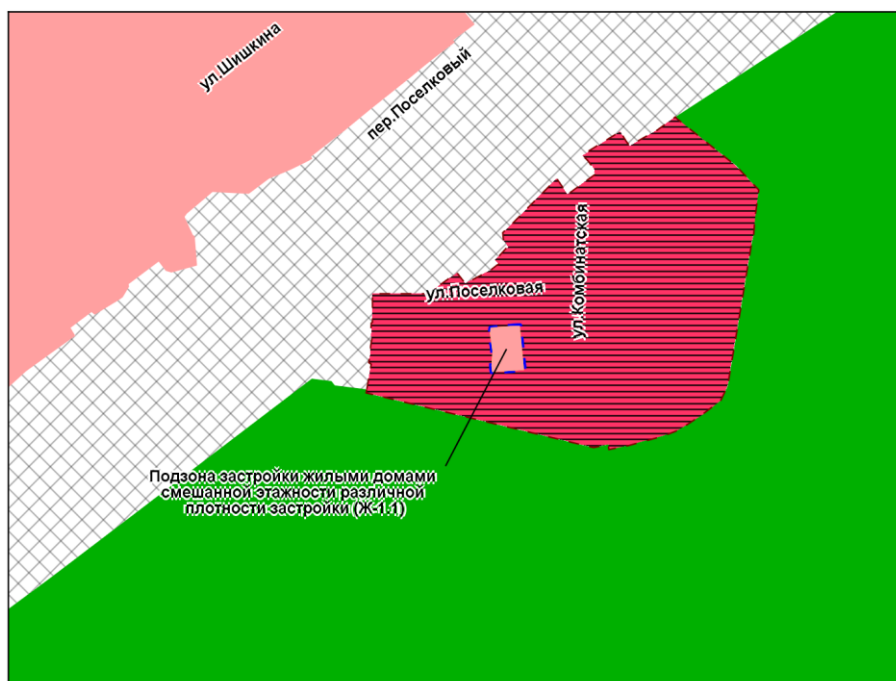 ул.Шишкина
пер.Поселковый
ул.Комбинатская
ул.Поселковая
Подзона застройки жилыми домами
смешанной этажности различной
плотности застройки (Ж-1.1)